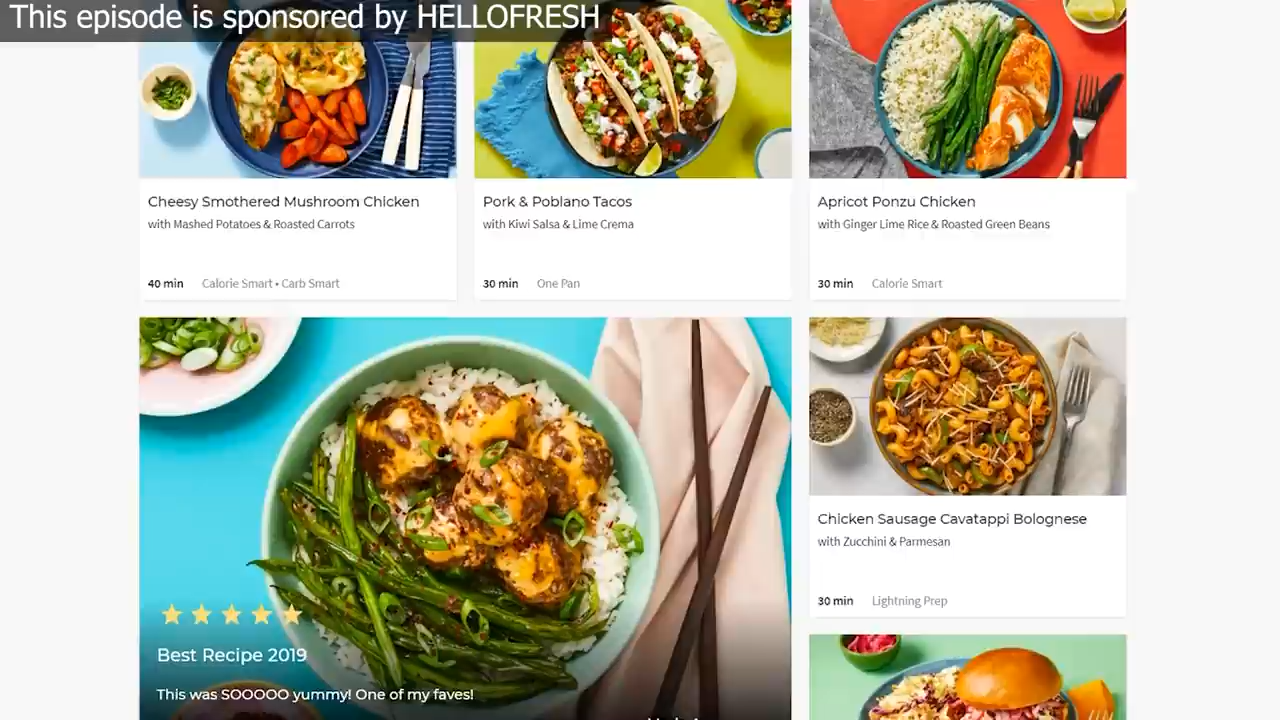 This episode is sponsored by HELLOFRESH
Cheesy Smothered Mushroom Chicken
with Mashed Potatoes & Roasted Carrots
40 min Calorie Smart • Carb Smart
Pork & Poblano Tacos
with Kiwi Salsa & Lime Crema
30 min One Pan
Apricot Ponzu Chicken
with Ginger Lime Rice & Roasted Green Beans
30 min Calorie Smart
Best Recipe 2019
This was SOOOOO yummy! One of my faves!
Chicken Sausage Cavatappi Bolognese
with Zucchini & Parmesan
30 min Lightning Prep